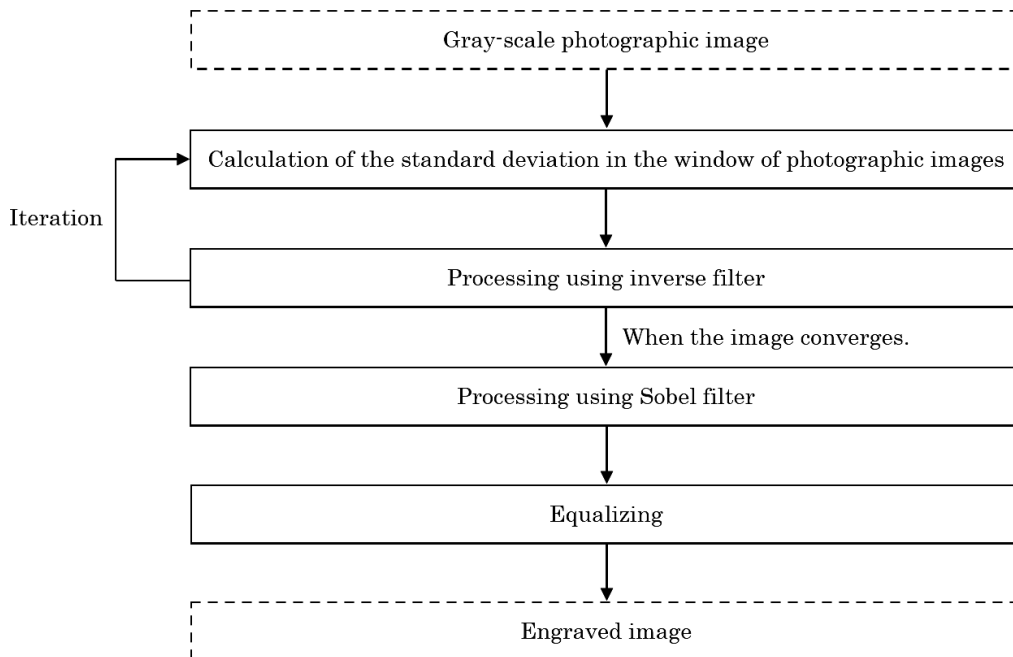 Gray-scale photographic image
Calculation of the standard deviation in the window of photographic images
Iteration
Processing using inverse filter
When the image converges.
Processing using Sobel filter
Equalizing
Engraved image